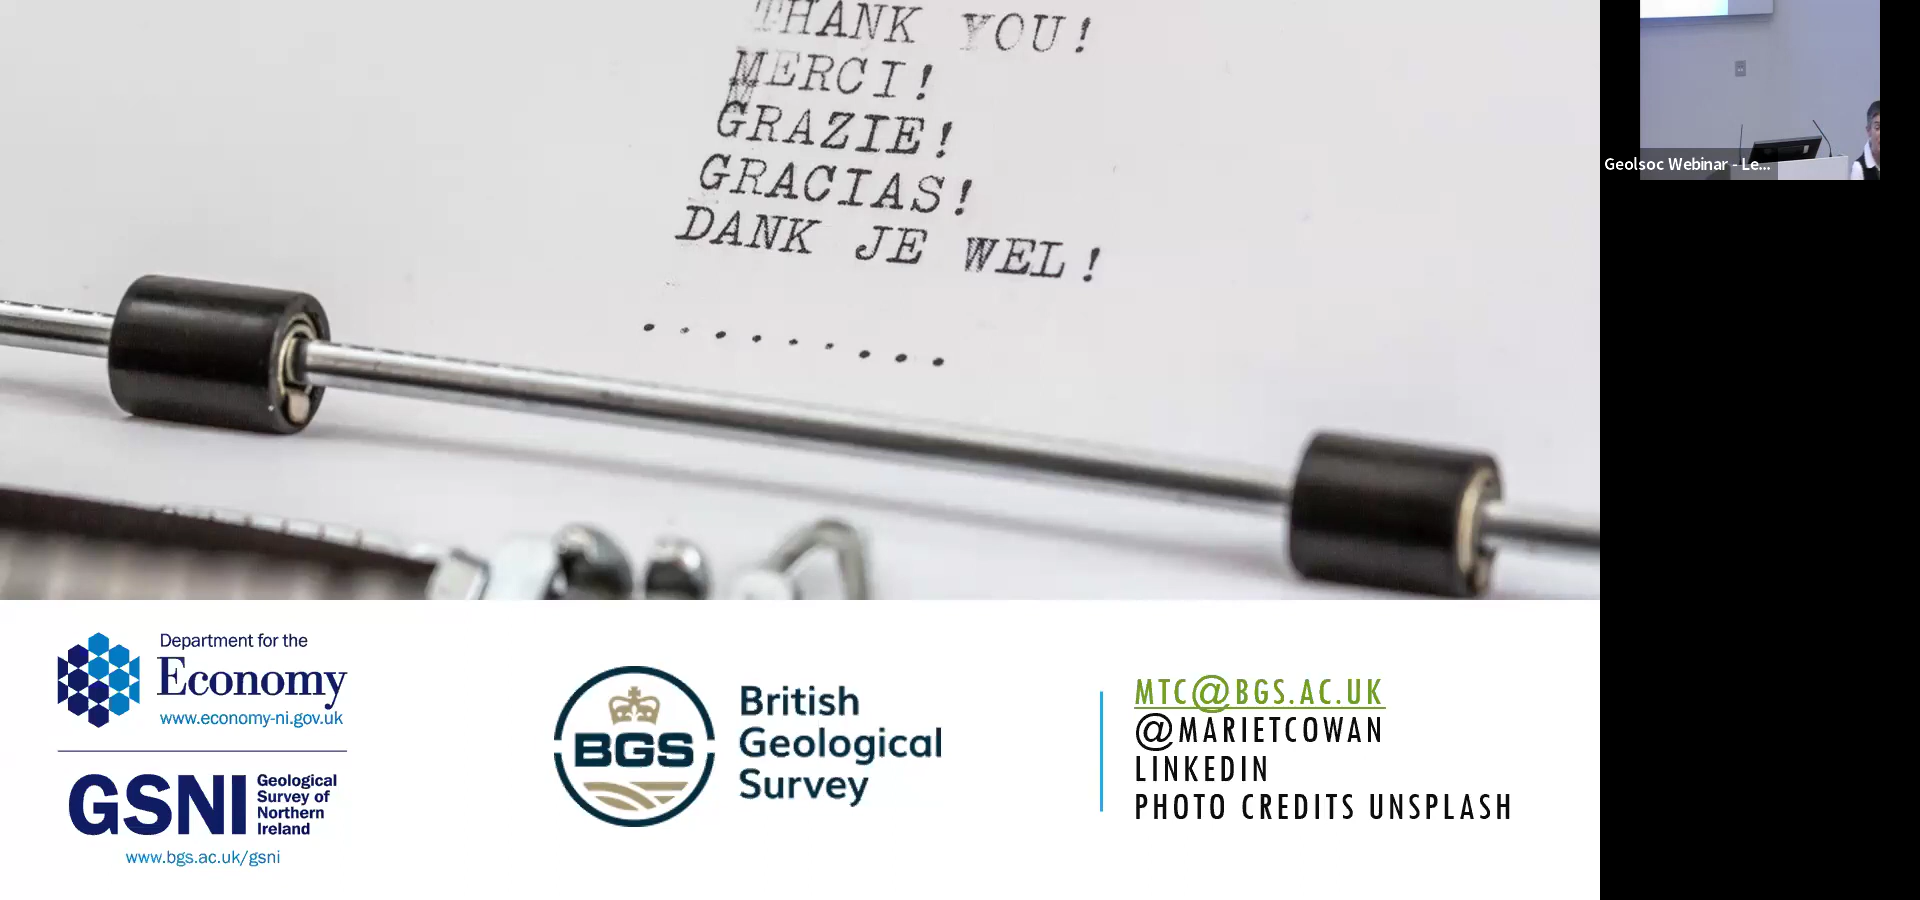 THANK YOU!
MERCI!
GRAZIE!
GRACIAS!
DANK JE WEL!
.........
Department for the
Economy
www.economy-ni.gov.uk
GSNI
Geological
Survey of
Northern
Ireland
www.bgs.ac.uk/gsni
BGS
British
Geological
Survey
MTC@BGS.AC.UK
@MARIETCOWAN
LINKEDIN
PHOTO CREDITS UNSPLASH
Geolsoc Webinar - Le...